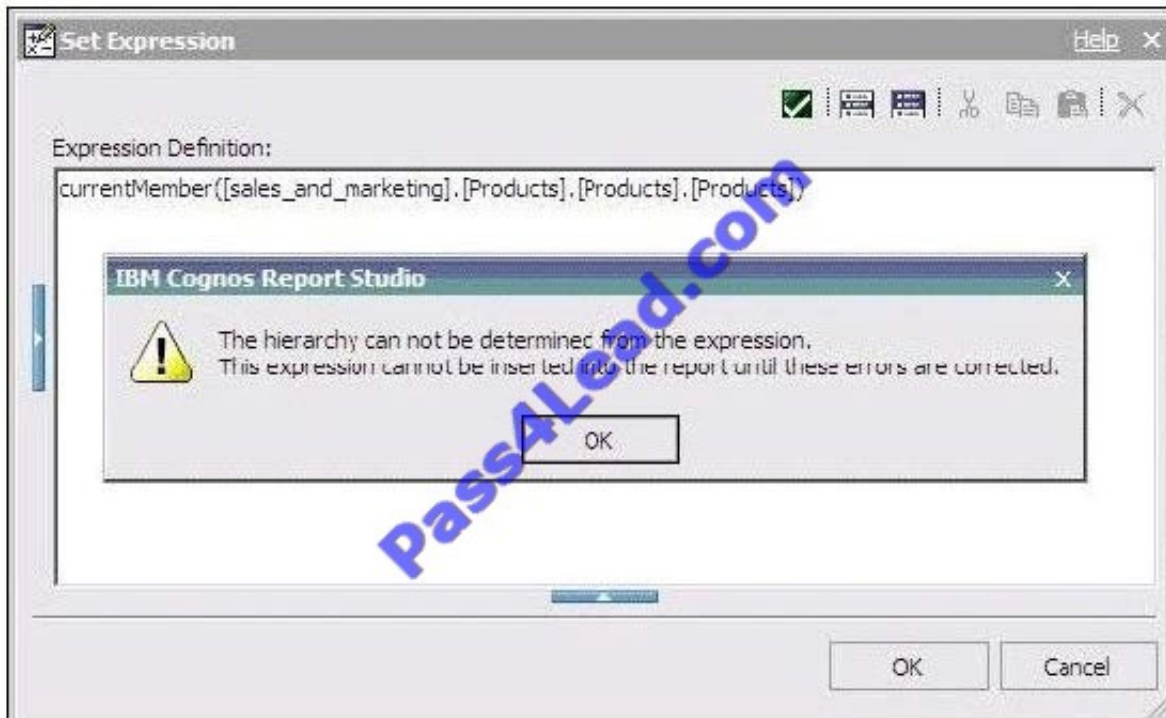 Set Expression
Help
Expression Definition:
currentMember([sales_and_marketing].[Products].[Products].[Products])
IBM Cognos Report Studio
The hierarchy can not be determined from the expression.
This expression cannot be inserted into the report until these errors are corrected.
OK
Pass4Lead.com
OK
Cancel